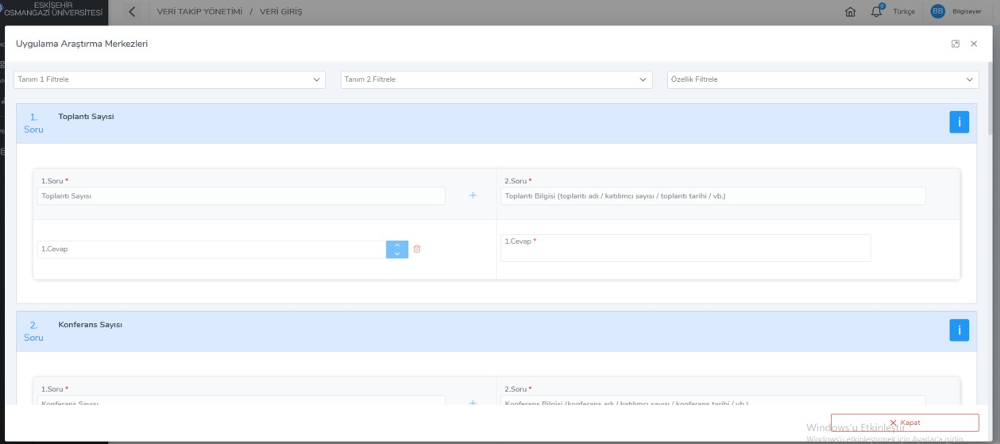 ESKİŞEHİR
OSMANGAZİ ÜNİVERSİTESİ
VERİ TAKİP YÖNETİMİ / VERİ GİRİŞ
0
Türkçe
BB
Bilgisayar
Uygulama Araştırma Merkezleri
Tanım 1 Filtrele
Tanım 2 Filtrele
Özellik Filtrele
1.
Soru
Toplantı Sayısi
i
1.Soru *
Toplantı Sayısı
+
2.Soru *
Toplantı Bilgisi (toplantı adı / katılımcı sayısı / toplantı tarihi / vb.)
1.Cevap
1.Cevap *
2.
Soru
Konferans Sayısı
i
1.Soru *
Konferans Sayısı
+
2.Soru *
Konferans Bilgisi (konferans adı / katılımcı sayısı / konferans tarihi / vb.)
Kapat
Windows'u Etkinleştir
Windows'u etkinleştirmek için Ayarlar'a gidin.